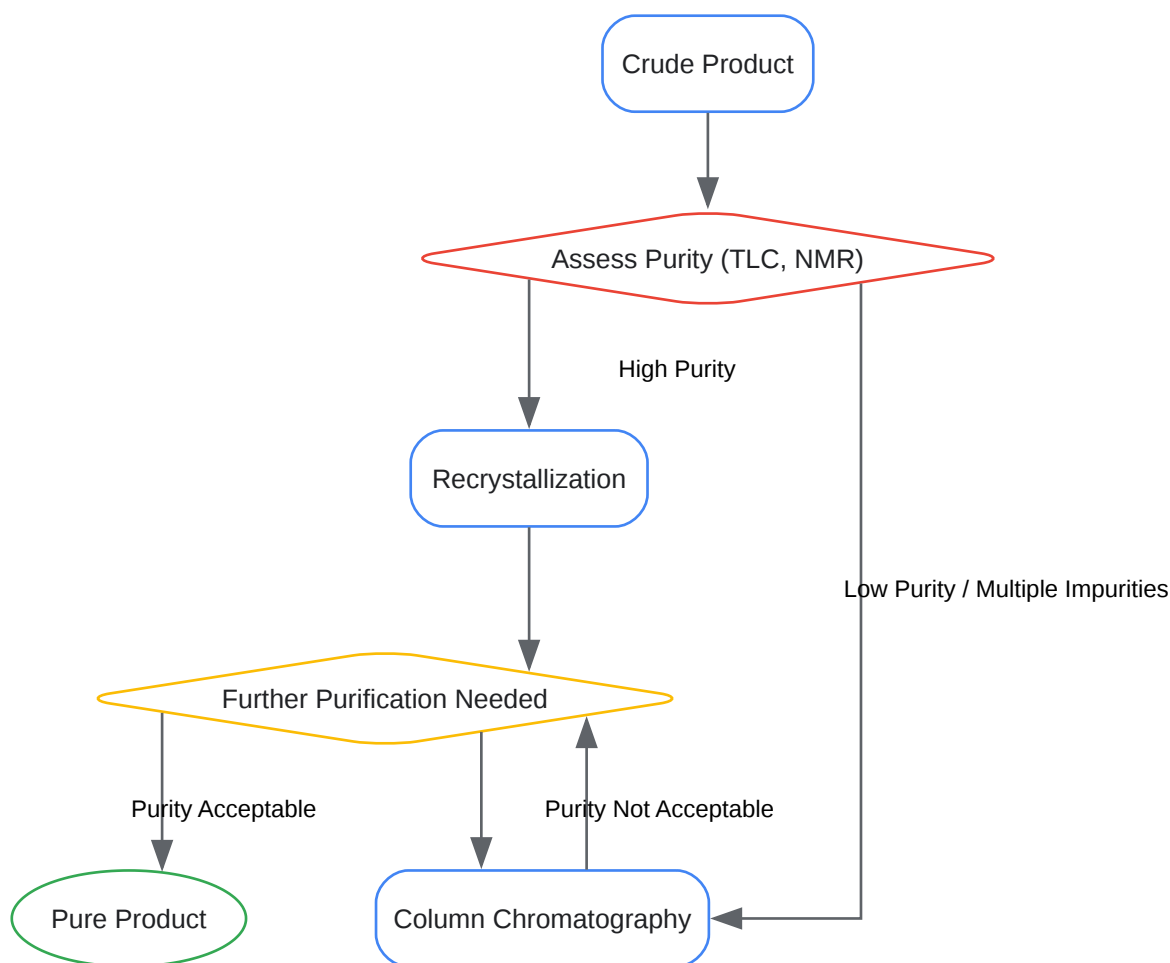 Crude Product
Assess Purity (TLC, NMR)
High Purity
Recrystallization
Low Purity / Multiple Impurities
Further Purification Needed
Purity Acceptable
Purity Not Acceptable
Pure Product
Column Chromatography